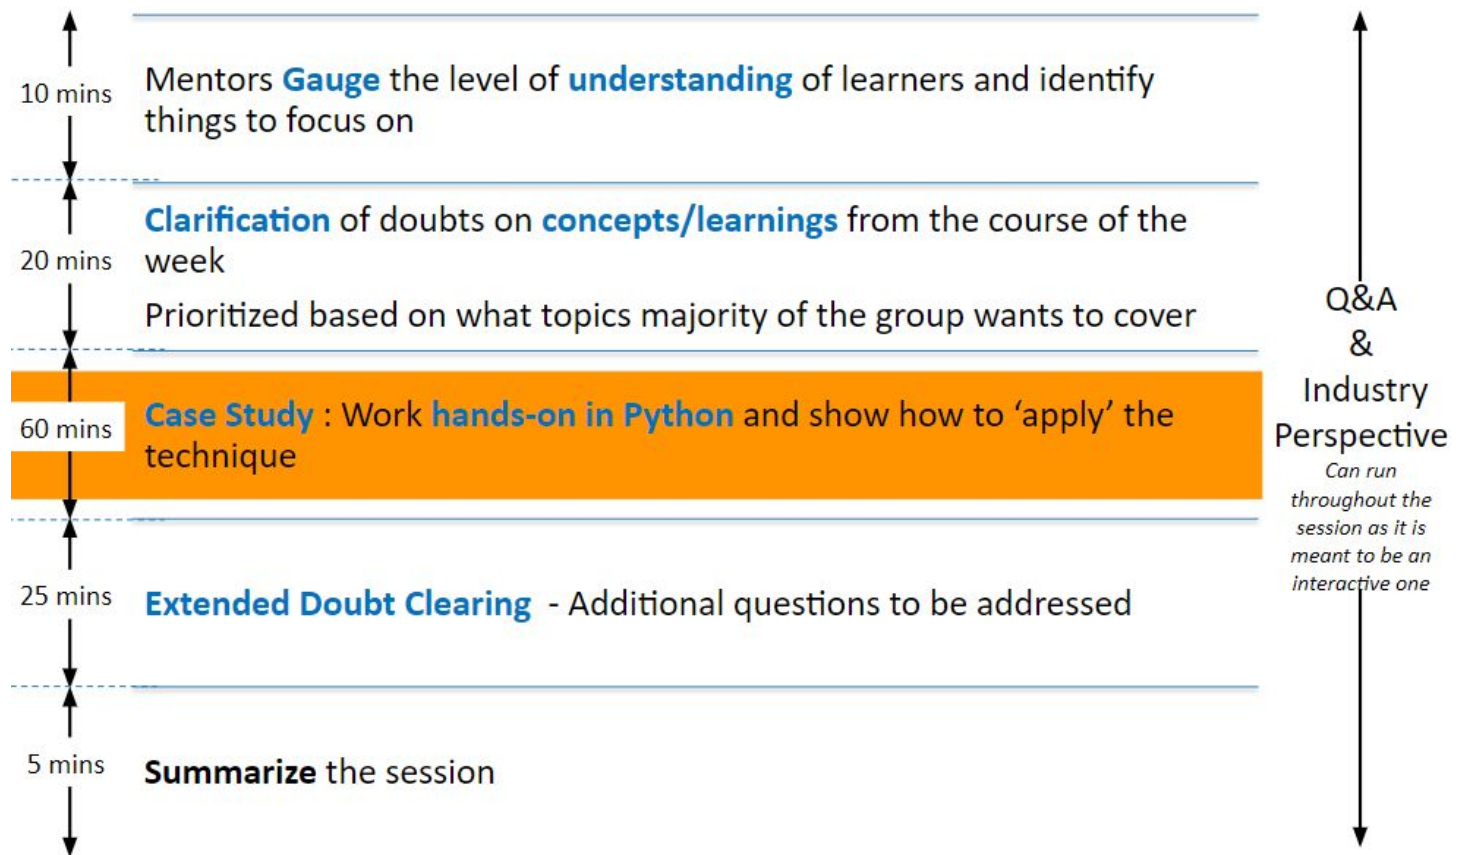 10 mins
Mentors Gauge the level of understanding of learners and identify
things to focus on
20 mins
Clarification of doubts on concepts/learnings from the course of the
week
Prioritized based on what topics majority of the group wants to cover
60 mins
Case Study : Work hands-on in Python and show how to ‘apply’ the
technique
25 mins
Extended Doubt Clearing - Additional questions to be addressed
5 mins
Summarize the session
Q&A
&
Industry
Perspective
Can run
throughout the
session as it is
meant to be an
interactive one